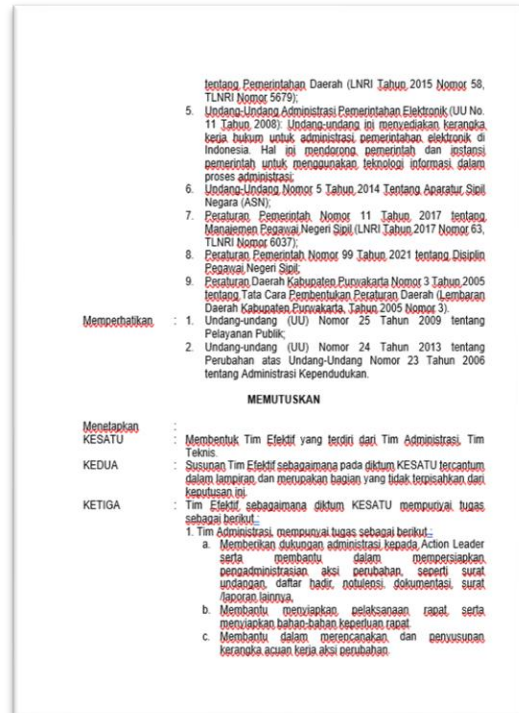 tentang Pemerintahan Daerah (LNRI Tahun 2015 Nomor 58,
TLNRI Nomor 5679);
5. Undang-Undang Administrasi Pemerintahan Elektronik (UU No.
11 Tahun 2008): Undang-undang ini menyediakan kerangka
kerja hukum untuk administrasi pemerintahan elektronik di
Indonesia. Hal ini mendorong pemerintah dan instansi
pemerintah untuk menggunakan teknologi informasi dalam
proses administrasi;
6. Undang-Undang Nomor 5 Tahun 2014 Tentang Aparatur Sipil
Negara (ASN);
7. Peraturan Pemerintah Nomor 11 Tahun 2017 tentang
Manajemen Pegawai Negeri Sipil (LNRI Tahun 2017 Nomor 63,
TLNRI Nomor 6037);
8. Peraturan Pemerintah Nomor 99 Tahun 2021 tentang Disiplin
Pegawai Negeri Sipil;
9. Peraturan Daerah Kabupaten Purwakarta Nomor 3 Tahun 2005
tentang Tata Cara Pembentukan Peraturan Daerah (Lembaran
Daerah Kabupaten Purwakarta, Tahun 2005 Nomor 3).
Memperhatikan : 1. Undang-undang (UU) Nomor 25 Tahun 2009 tentang
Pelayanan Publik;
2. Undang-undang (UU) Nomor 24 Tahun 2013 tentang
Perubahan atas Undang-Undang Nomor 23 Tahun 2006
tentang Administrasi Kependudukan.
MEMUTUSKAN
Menetapkan :
KESATU : Membentuk Tim Efektif yang terdiri dari Tim Administrasi, Tim
Teknis.
KEDUA : Susupan Tim Efektif sebagaimana pada diktum KESATU tercantum
dalam lampiran dan merupakan bagian yang tidak terpisahkan dari
keputusan ini.
KETIGA : Tim Efektif sebagaimana diktum KESATU mempunyai tugas
sebagai berikut :
1. Tim Administrasi, mempunyai tugas sebagai berikut :
a. Memberikan dukungan administrasi kepada Action Leader
serta membantu dalam mempersiapkan
pengadministrasian aksi perubahan, seperti surat
undangan, daftar hadir, notulensi, dokumentasi, surat
/laporan lainnya,
b. Membantu menyiapkan pelaksanaan rapat, serta
menyiapkan bahan-bahan keperluan rapat.
c. Membantu dalam merencanakan dan penyusunan
kerangka acuan kerja aksi perubahan.